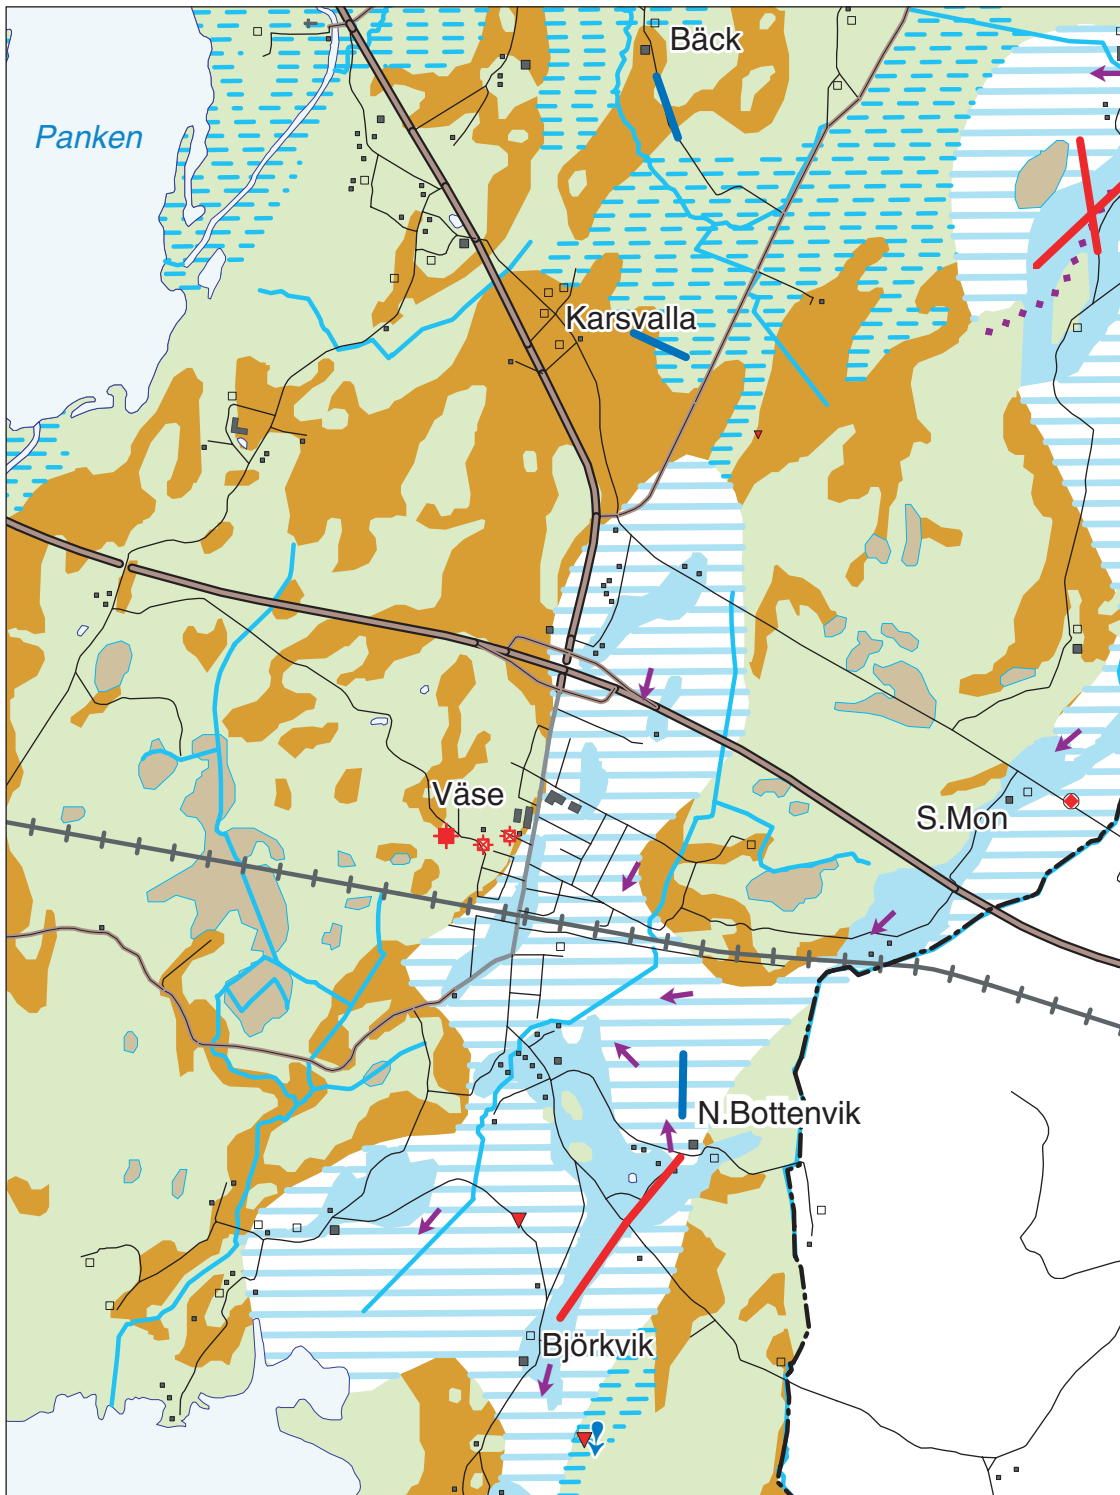 Bäck
Panken
Karsvalla
Väse
S.Mon
N.Bottenvik
Björkvik